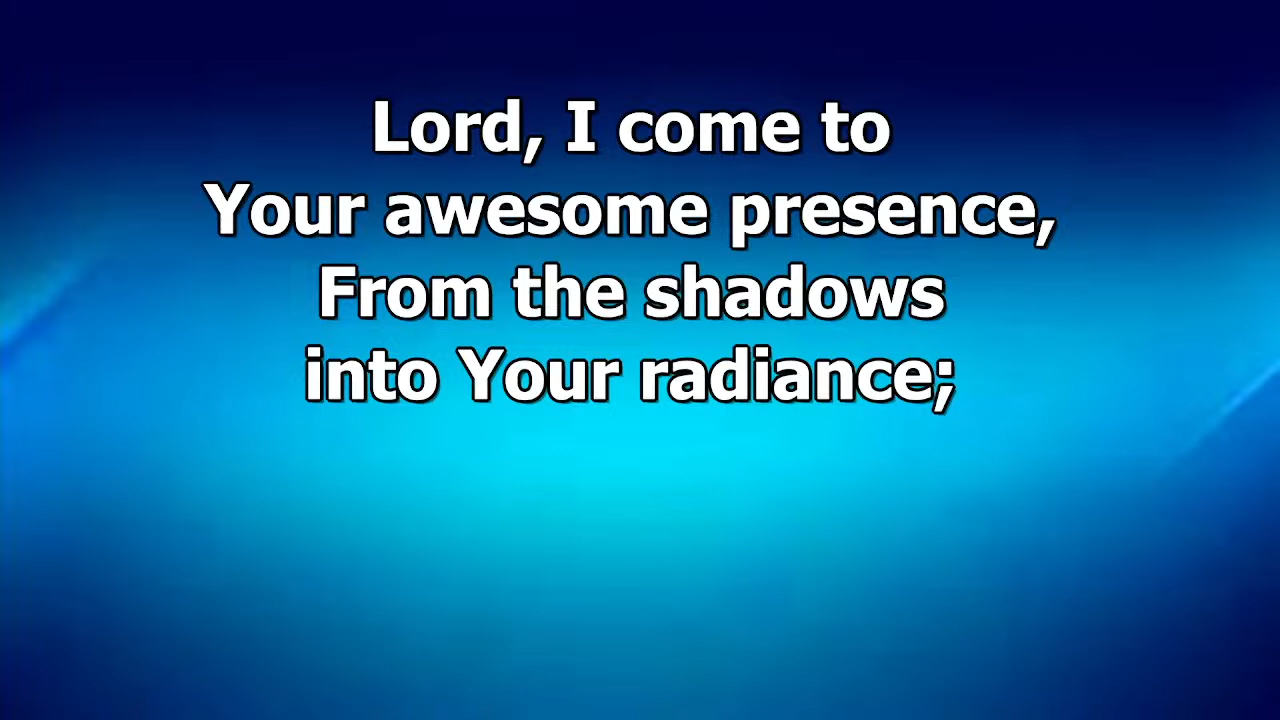 Lord, I come to
Your awesome presence,
From the shadows
into Your radiance;